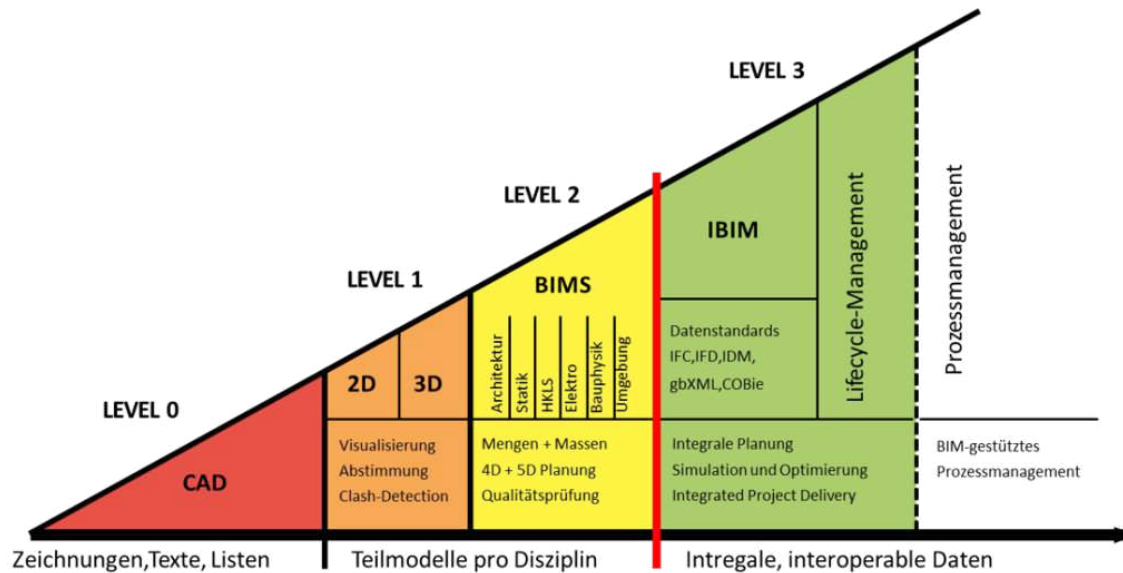 LEVEL 0
CAD
LEVEL 1
2D
3D
Visualisierung
Abstimmung
Clash-Detection
LEVEL 2
BIMS
Architektur
Statik
HKLS
Elektro
Bauphysik
Umgebung
Mengen + Massen
4D + 5D Planung
Qualitätsprüfung
LEVEL 3
IBIM
Datenstandards
IFC,IFD,IDM,
gbXML,COBie
Lifecycle-Management
Integrale Planung
Simulation und Optimierung
Integrated Project Delivery
Prozessmanagement
BIM-gestütztes
Prozessmanagement
Zeichnungen,Texte, Listen
Teilmodelle pro Disziplin
Intregale, interoperable Daten